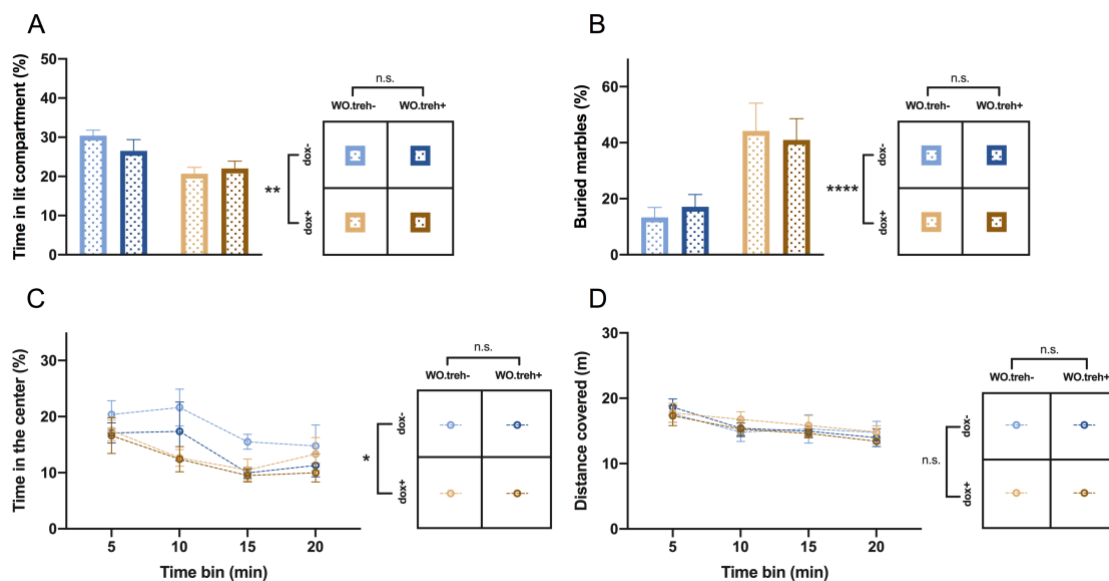 A
Time in lit compartment (%)
50
40
30
20
10
0
**
n.s.
WO.treh- WO.treh+
dox-
dox+
B
Buried marbles (%)
60
40
20
0
****
n.s.
WO.treh- WO.treh+
dox-
dox+
C
Time in the center (%)
30
20
10
0
5 10 15 20
Time bin (min)
*
n.s.
WO.treh- WO.treh+
dox-
dox+
D
Distance covered (m)
30
20
10
0
5 10 15 20
Time bin (min)
n.s.
n.s.
WO.treh- WO.treh+
dox-
dox+